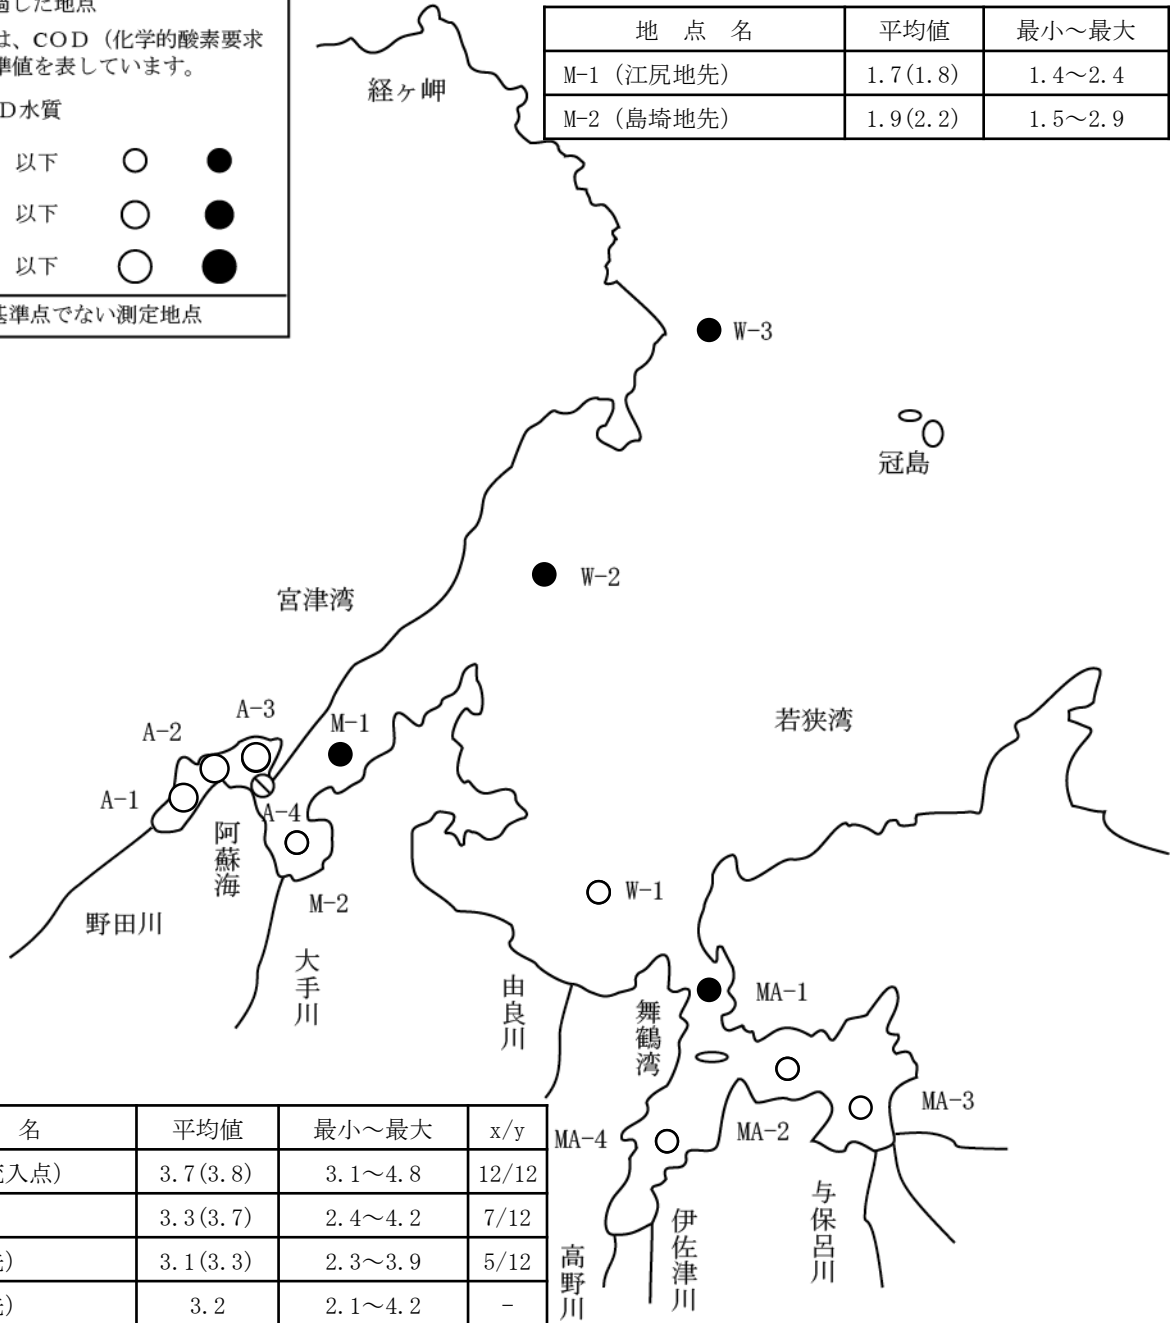 過した地点
は、COD（化学的酸素要求
準値を表しています。
D水質
以下
以下
以下
基準点でない測定地点
地　点　名 平均値 最小～最大
M-1（江尻地先） 1.7(1.8) 1.4～2.4
M-2（島埼地先） 1.9(2.2) 1.5～2.9
経ヶ岬
W-3
冠島
W-2
宮津湾
若狭湾
A-3
M-1
A-2
A-1
A-4
阿蘇海
W-1
M-2
野田川
大手川
由良川
舞鶴湾
MA-1
MA-3
MA-2
MA-4
与保呂川
伊佐津川
高野川
名 平均値 最小～最大 x/y
流入点） 3.7(3.8) 3.1～4.8 12/12
3.3(3.7) 2.4～4.2 7/12
先） 3.1(3.3) 2.3～3.9 5/12
先） 3.2 2.1～4.2 -